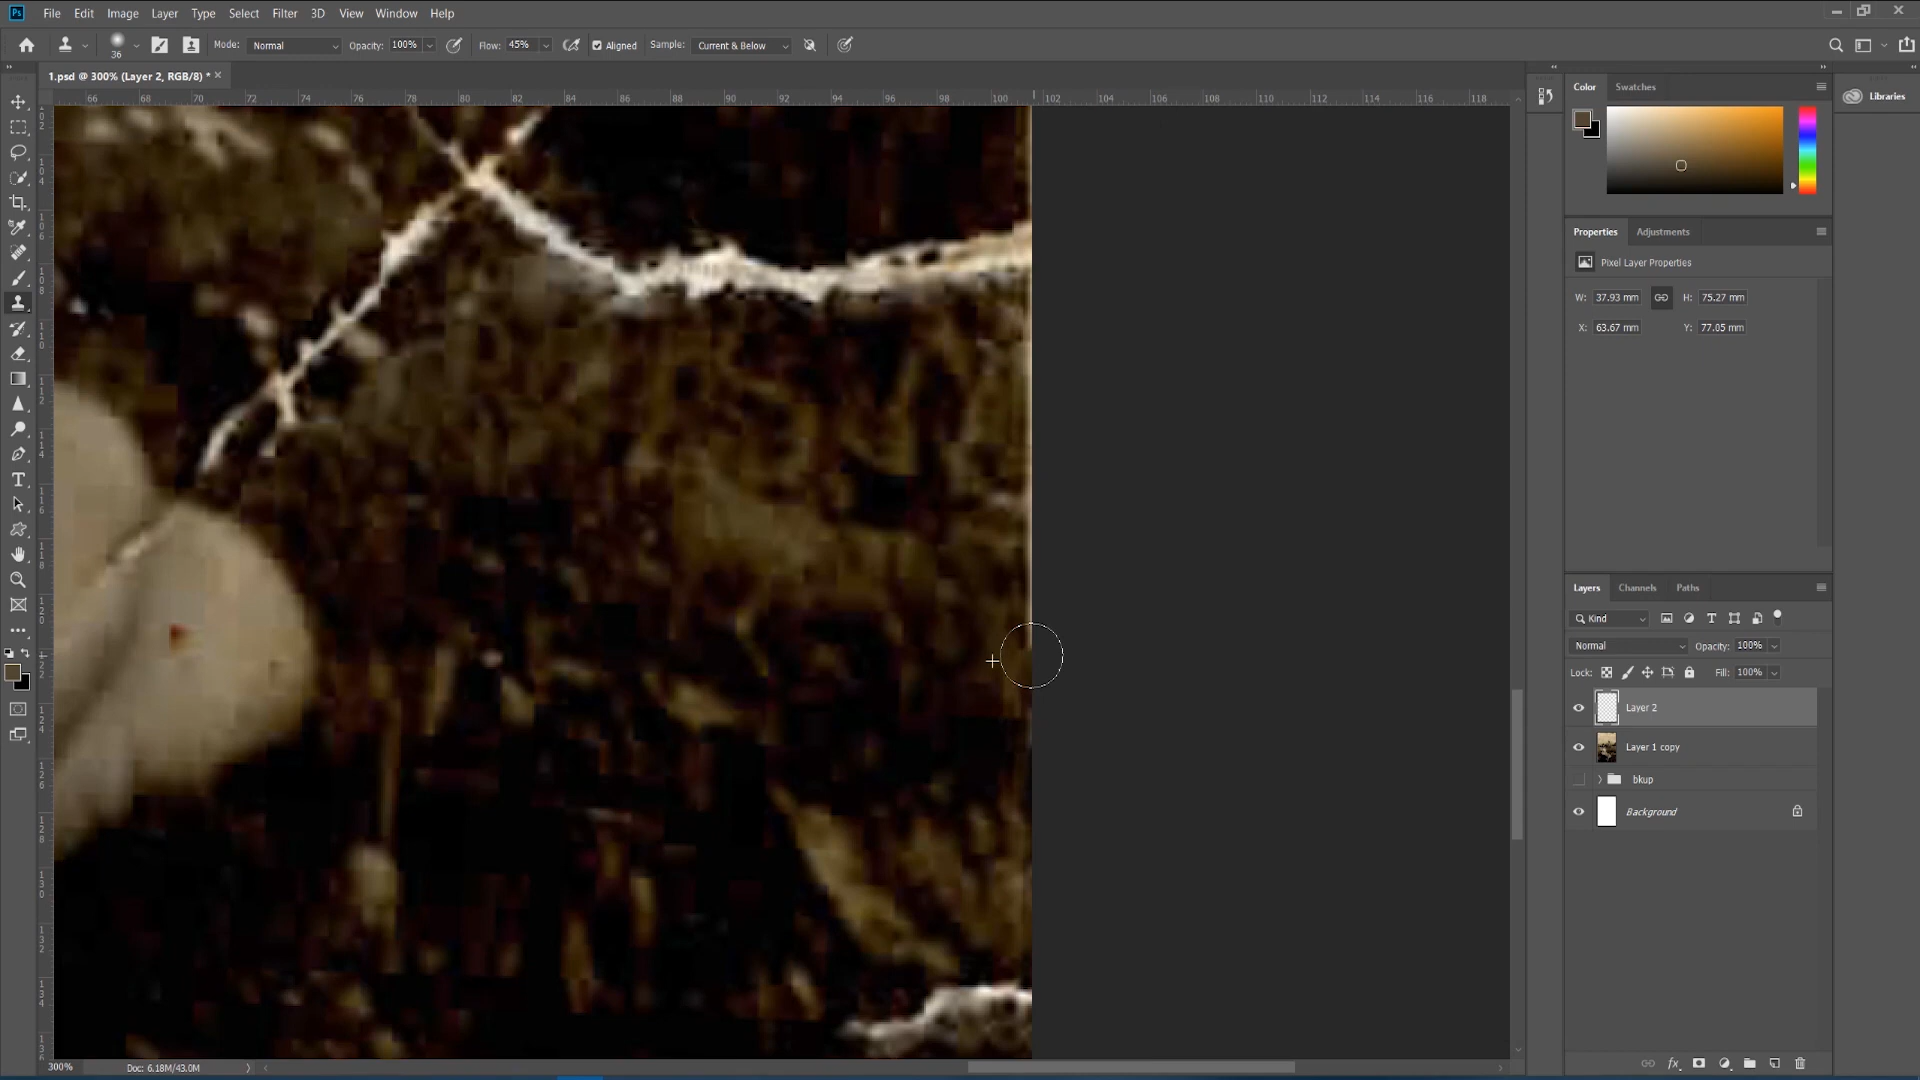 Ps File Edit Image Layer Type Select Filter 3D View Window Help
36 Mode: Normal Opacity: 100% Flow: 45% Aligned Sample: Current & Below
1.psd @ 300% (Layer 2, RGB/8) *
66 68 70 72 74 76 78 80 82 84 86 88 90 92 94 96 98 100 102 104 106 108 110 112 114 116 118
Color Swatches
Libraries
Properties Adjustments
Pixel Layer Properties
W: 37.93 mm H: 75.27 mm
X: 63.67 mm Y: 77.05 mm
Layers Channels Paths
Kind
Normal Opacity: 100%
Lock: Fill: 100%
Layer 2
Layer 1 copy
bkup
Background
300% Doc: 6.18M/43.0M